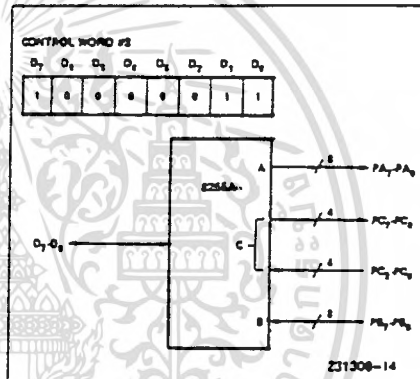 CONTROL WORD #3
D7 D6 D5 D4 D3 D2 D1 D0
1 0 0 0 0 0 1 1
A
8 PA7-PA0
8255A
4 PC7-PC4
D7-D0
C
4 PC3-PC0
B
8 PB7-PB0
231308-14